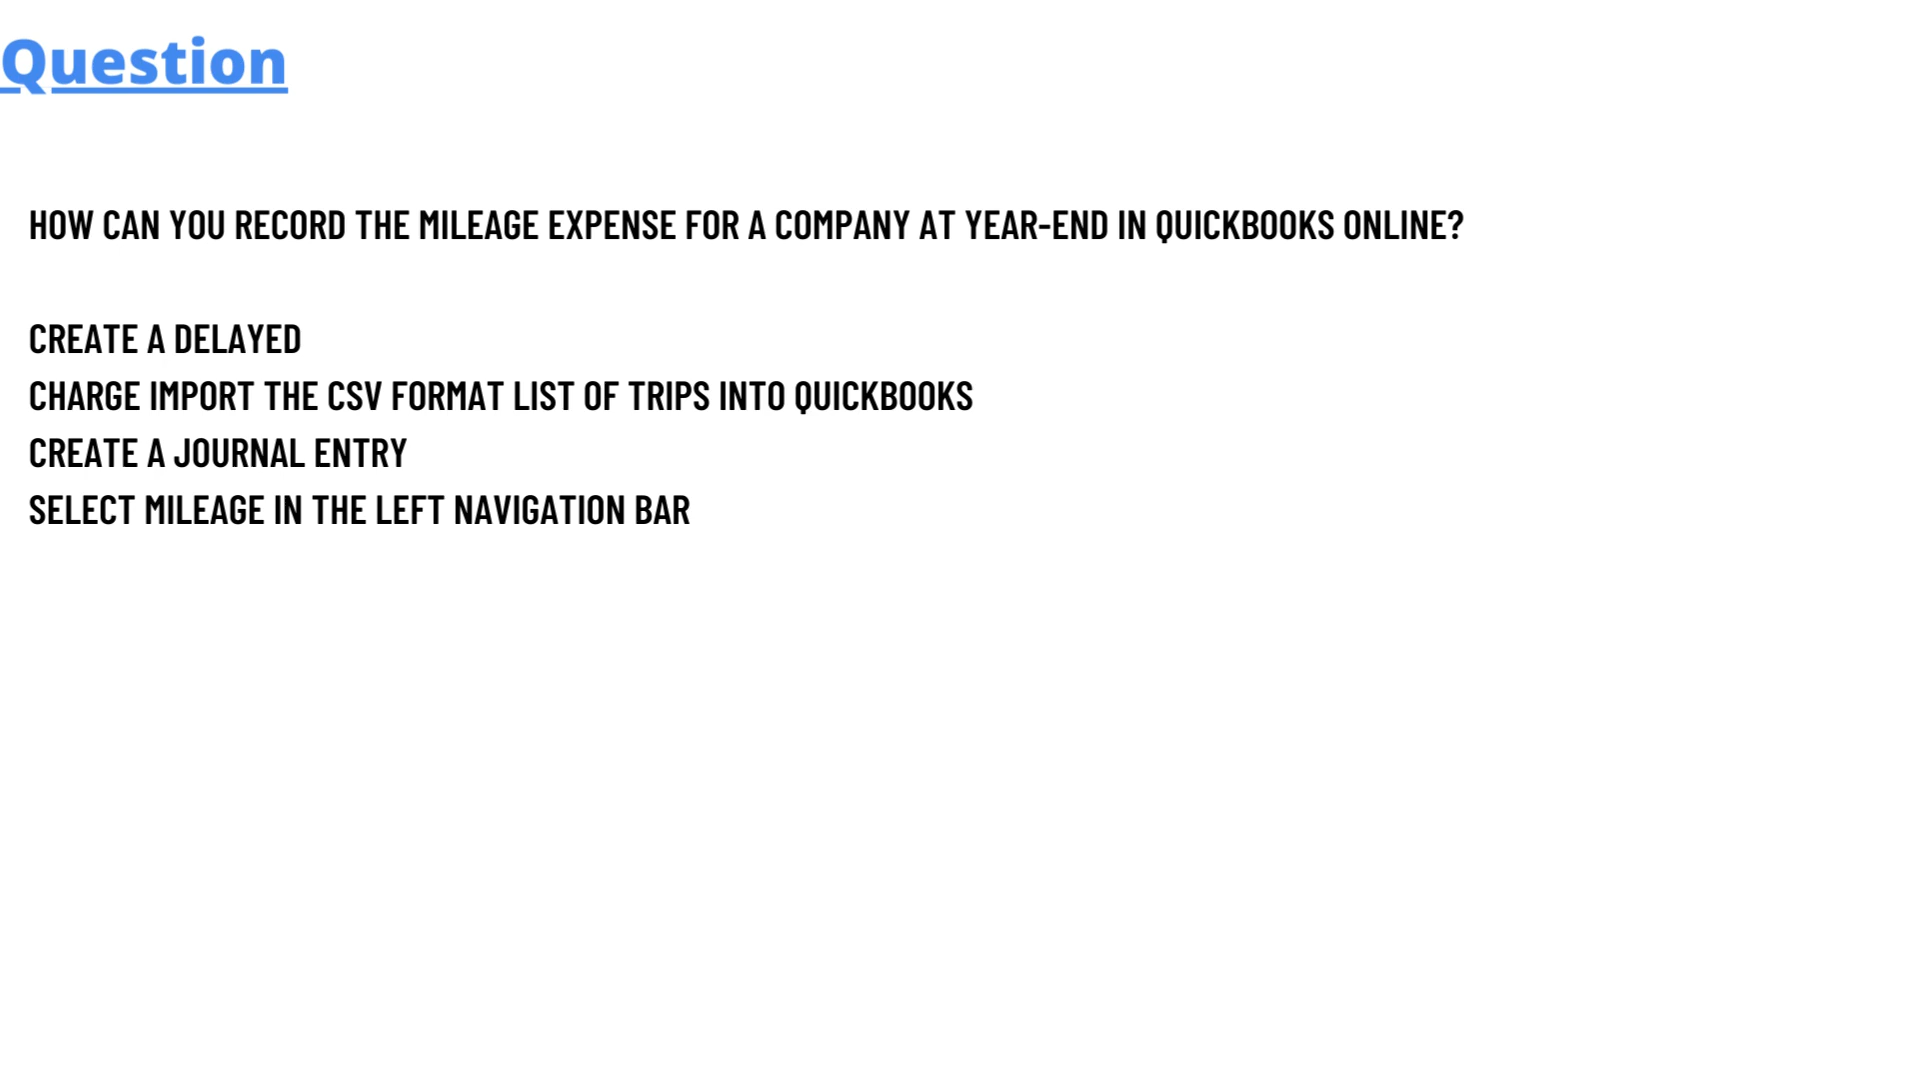 Question
HOW CAN YOU RECORD THE MILEAGE EXPENSE FOR A COMPANY AT YEAR-END IN QUICKBOOKS ONLINE?
CREATE A DELAYED
CHARGE IMPORT THE CSV FORMAT LIST OF TRIPS INTO QUICKBOOKS
CREATE A JOURNAL ENTRY
SELECT MILEAGE IN THE LEFT NAVIGATION BAR